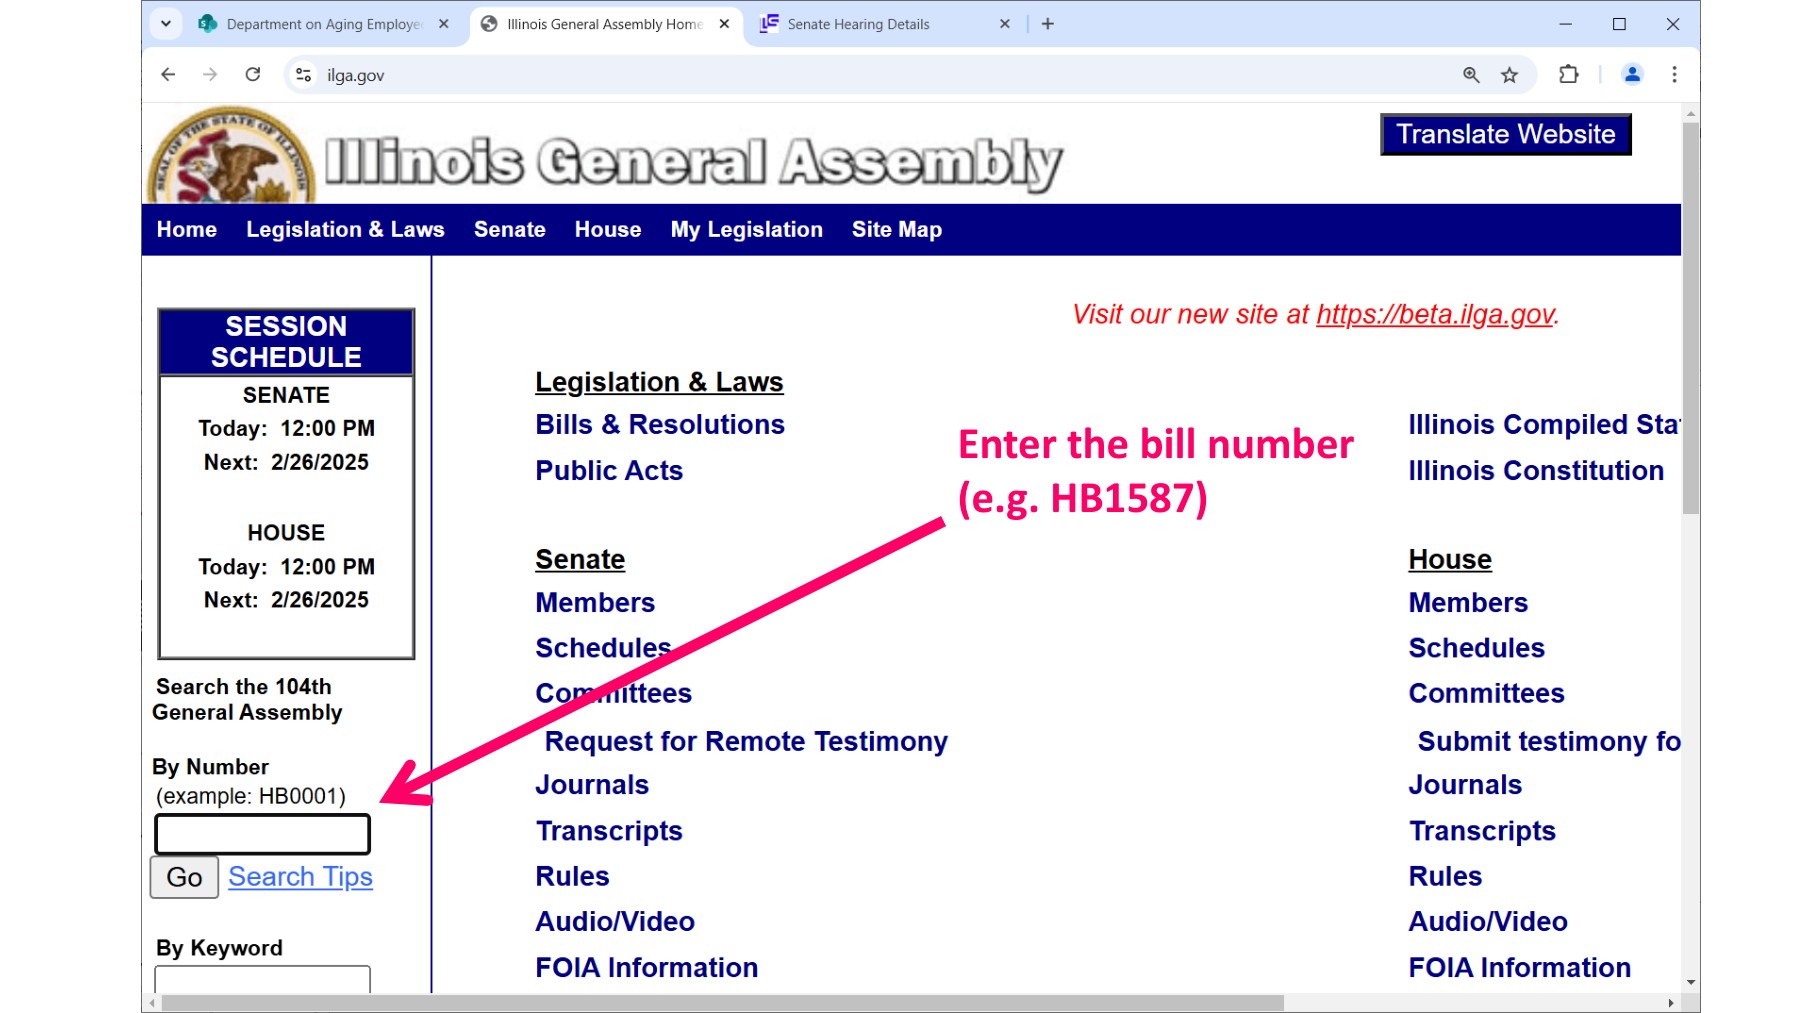 Department on Aging Employe
Illinois General Assembly Home
Senate Hearing Details
ilga.gov
SEAL OF THE STATE OF ILLINOIS
Illinois General Assembly
Translate Website
Home Legislation & Laws Senate House My Legislation Site Map
SESSION
SCHEDULE
SENATE
Today: 12:00 PM
Next: 2/26/2025
HOUSE
Today: 12:00 PM
Next: 2/26/2025
Search the 104th
General Assembly
By Number
(example: HB0001)
Go Search Tips
By Keyword
Visit our new site at https://beta.ilga.gov.
Legislation & Laws
Bills & Resolutions
Public Acts
Illinois Compiled Sta
Illinois Constitution
Enter the bill number
(e.g. HB1587)
Senate
Members
Schedules
Committees
Request for Remote Testimony
Journals
Transcripts
Rules
Audio/Video
FOIA Information
House
Members
Schedules
Committees
Submit testimony fo
Journals
Transcripts
Rules
Audio/Video
FOIA Information